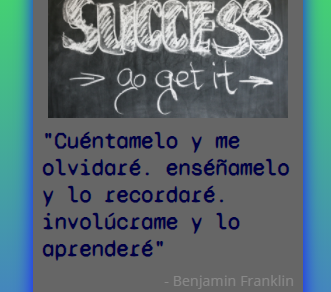 SUCCESS
go get it
"Cuéntamelo y me
olvidaré. enséñamelo
y lo recordaré.
involúcrame y lo
aprenderé"
- Benjamin Franklin